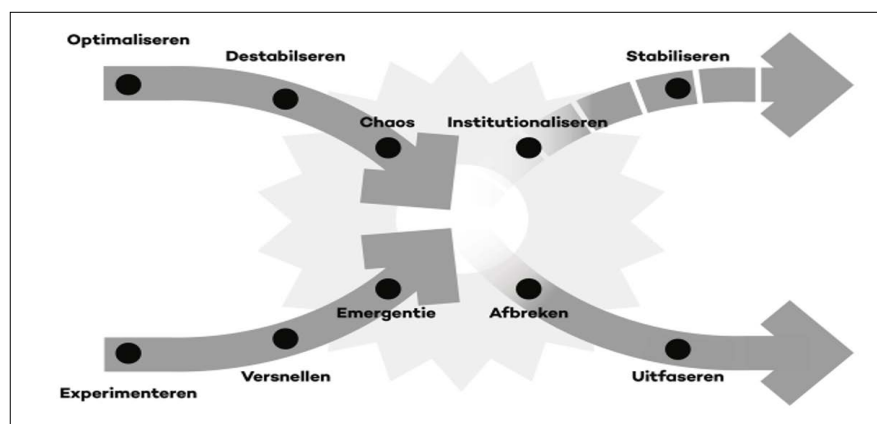 Optimaliseren
Destabilseren
Chaos
Institutionaliseren
Stabiliseren
Experimenteren
Versnellen
Emergentie
Afbreken
Uitfaseren